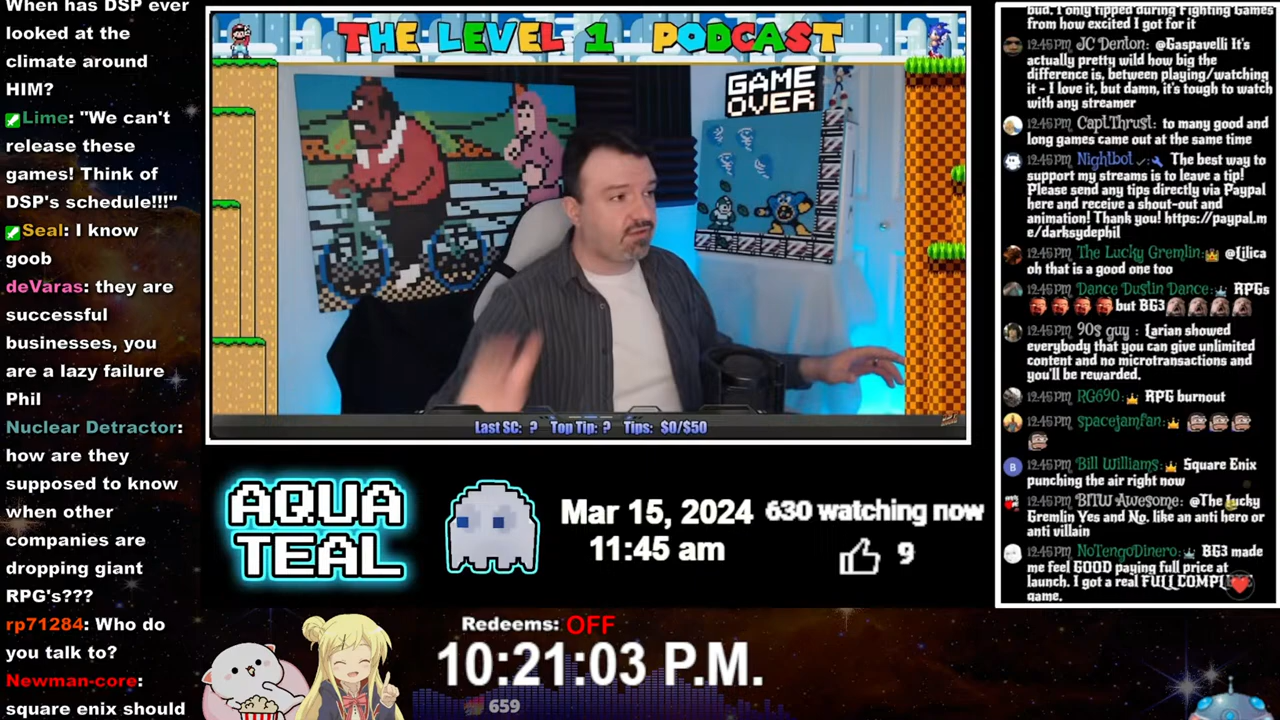 When has DSP ever
looked at the
climate around
HIM?
Lime: "We can't
release these
games! Think of
DSP's schedule!!!"
Seal: I know
goob
deVaras: they are
successful
businesses, you
are a lazy failure
Phil
Nuclear Detractor:
how are they
supposed to know
when other
companies are
dropping giant
RPG's???
rp71284: Who do
you talk to?
Newman-core:
square enix should
THE LEVEL 1 PODCAST
GAME
OVER
Last SC: ? Top Tip: ? Tips: $0/$50
AQUA
TEAL
Mar 15, 2024
11:45 am
630 watching now
9
Redeems: OFF
10:21:03 P.M.
659
bud. I only tipped during Fighting Games
from how excited I got for it
12:45 PM JC Denton: @Gaspavelli It's
actually pretty wild how big the
difference is, between playing/watching
it - I love it, but damn, it's tough to watch
with any streamer
12:45 PM Capt.Thrust: to many good and
long games came out at the same time
12:45 PM Nightbot The best way to
support my streams is to leave a tip!
Please send any tips directly via Paypal
here and receive a shout-out and
animation! Thank you! https://paypal.m
e/darksydephil
12:45 PM The Lucky Gremlin: @Lilica
oh that is a good one too
12:45 PM Dance Dustin Dance: RPGs
but BG3
12:45 PM 90s guy : Larian showed
everybody that you can give unlimited
content and no microtransactions and
you'll be rewarded.
12:45 PM RG690: RPG burnout
12:45 PM spacejamfan:
12:45 PM Bill Williams: Square Enix
punching the air right now
12:45 PM BITW Awesome: @The Lucky
Gremlin Yes and No. like an anti hero or
anti villain
12:45 PM NoTengoDinero: BG3 made
me feel GOOD paying full price at
launch. I got a real FULL COMPL
game.